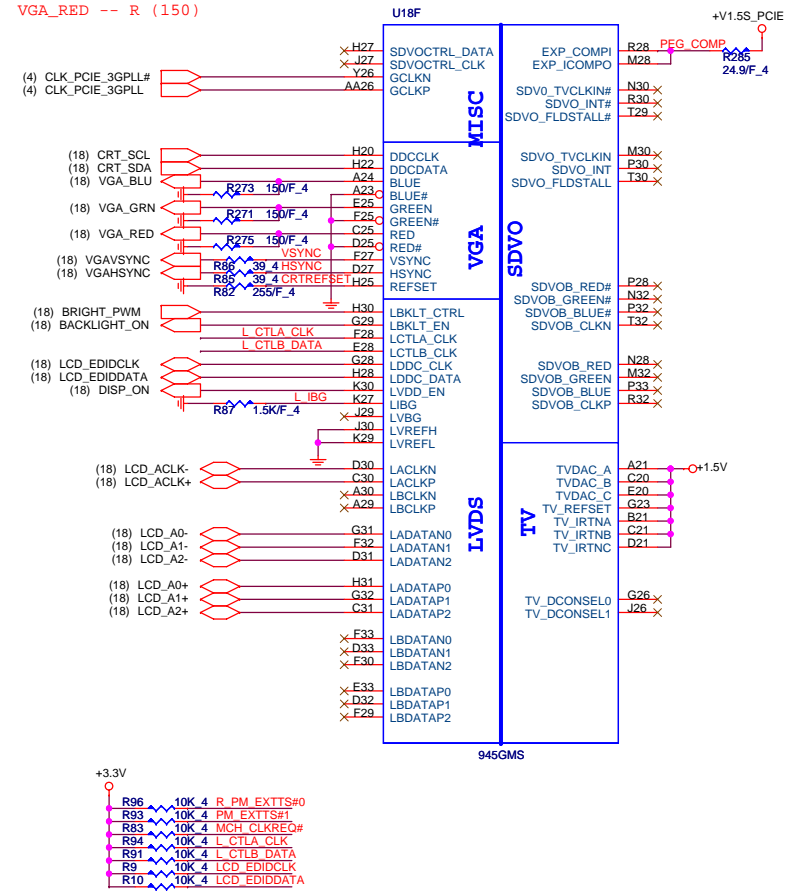 VGA_RED -- R (150)
U18F
+V1.5S_PCIE
H27 SDVOCTRL_DATA
J27 SDVOCTRL_CLK
(4) CLK_PCIE_3GPLL# Y26 GCLKN
(4) CLK_PCIE_3GPLL AA26 GCLKP
MISC
EXP_COMPI R28 PEG_COMP
EXP_ICOMPO M28
R285
24.9/F_4
SDV0_TVCLKIN# N30
SDVO_INT# R30
SDVO_FLDSTALL# T29
SDVO_TVCLKIN M30
SDVO_INT P30
SDVO_FLDSTALL T30
(18) CRT_SCL H20 DDCCLK
(18) CRT_SDA H22 DDCDATA
(18) VGA_BLU A24 BLUE
R273 150/F_4 A23 BLUE#
(18) VGA_GRN E25 GREEN
R271 150/F_4 F25 GREEN#
(18) VGA_RED C25 RED
R275 150/F_4 D25 RED#
(18) VGAVSYNC VSYNC F27 VSYNC
(18) VGAHSYNC R86 39_4 HSYNC D27 HSYNC
R85 39_4 CRTREFSET H25 REFSET
R82 255/F_4
VGA
SDVO
SDVOB_RED# P28
SDVOB_GREEN# N32
SDVOB_BLUE# P32
SDVOB_CLKN T32
SDVOB_RED N28
SDVOB_GREEN M32
SDVOB_BLUE P33
SDVOB_CLKP R32
(18) BRIGHT_PWM H30 LBKLT_CTRL
(18) BACKLIGHT_ON G29 LBKLT_EN
L_CTLA_CLK F28 LCTLA_CLK
L_CTLB_DATA E28 LCTLB_CLK
(18) LCD_EDIDCLK G28 LDDC_CLK
(18) LCD_EDIDDATA H28 LDDC_DATA
(18) DISP_ON K30 LVDD_EN
L_IBG K27 LIBG
R87 1.5K/F_4
J29 LVBG
J30 LVREFH
K29 LVREFL
(18) LCD_ACLK- D30 LACLKN
(18) LCD_ACLK+ C30 LACLKP
A30 LBCLKN
A29 LBCLKP
(18) LCD_A0- G31 LADATAN0
(18) LCD_A1- F32 LADATAN1
(18) LCD_A2- D31 LADATAN2
(18) LCD_A0+ H31 LADATAP0
(18) LCD_A1+ G32 LADATAP1
(18) LCD_A2+ C31 LADATAP2
F33 LBDATAN0
D33 LBDATAN1
F30 LBDATAN2
E33 LBDATAP0
D32 LBDATAP1
F29 LBDATAP2
LVDS
TV
TVDAC_A A21 +1.5V
TVDAC_B C20
TVDAC_C E20
TV_REFSET G23
TV_IRTNA B21
TV_IRTNB C21
TV_IRTNC D21
TV_DCONSEL0 G26
TV_DCONSEL1 J26
945GMS
+3.3V
R96 10K_4 R_PM_EXTTS#0
R93 10K_4 PM_EXTTS#1
R83 10K_4 MCH_CLKREQ#
R94 10K_4 L_CTLA_CLK
R91 10K_4 L_CTLB_DATA
R9 10K_4 LCD_EDIDCLK
R10 10K_4 LCD_EDIDDATA